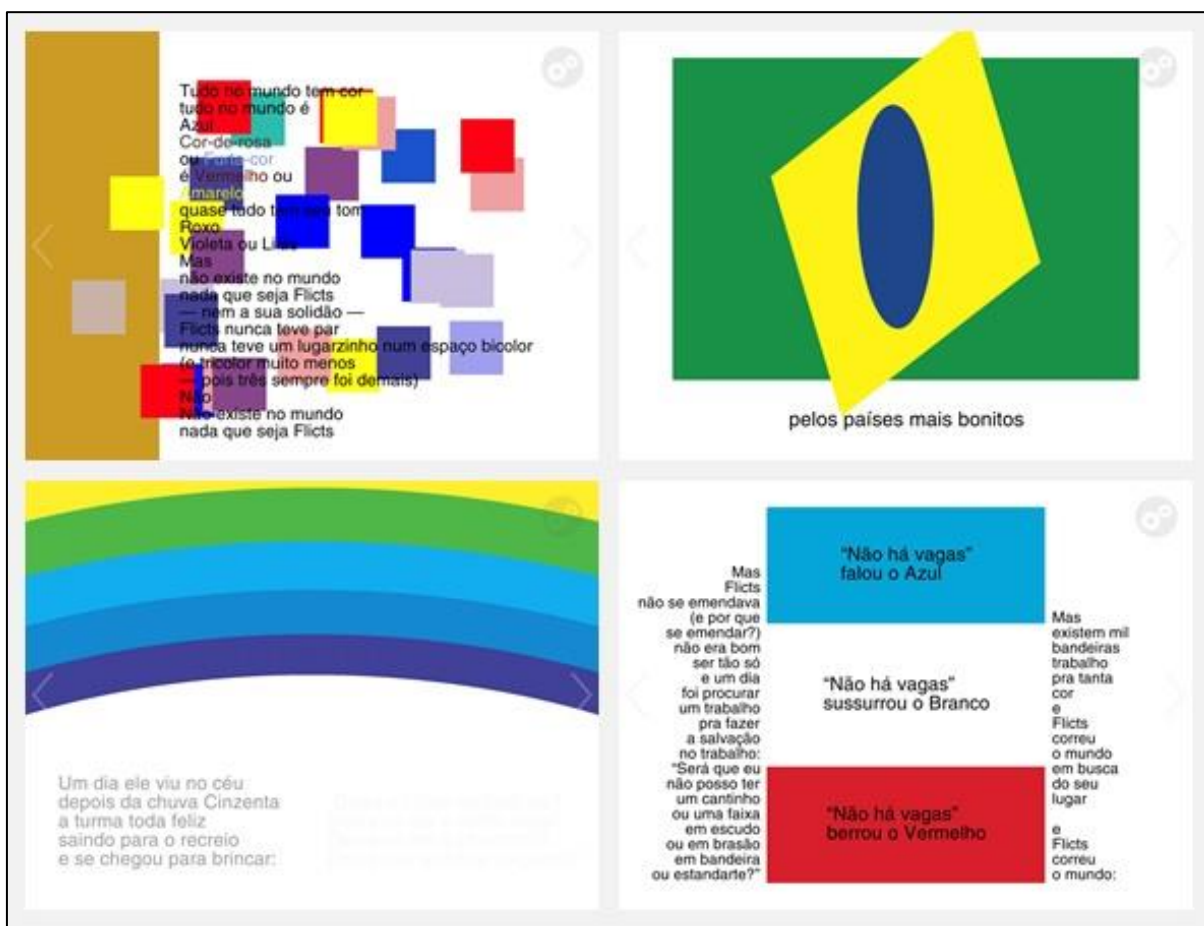 Tudo no mundo tem cor
tudo no mundo é
Azul
Cor-de-rosa
ou Furta-cor
é Vermelho ou
Amarelo
quase tudo tem seu tom
Roxo
Violeta ou Lilás
Mas
não existe no mundo
nada que seja Flicts
— nem a sua solidão —
Flicts nunca teve par
nunca teve um lugarzinho num espaço bicolor
(e tricolor muito menos
— pois três sempre foi demais)
Não
Não existe no mundo
nada que seja Flicts
pelos países mais bonitos
Um dia ele viu no céu
depois da chuva Cinzenta
a turma toda feliz
saindo para o recreio
e se chegou para brincar:
Mas
Flicts
não se emendava
(e por que
se emendar?)
não era bom
ser tão só
e um dia
foi procurar
um trabalho
pra fazer
a salvação
no trabalho:
"Será que eu
não posso ter
um cantinho
ou uma faixa
em escudo
ou em brasão
em bandeira
ou estandarte?"
"Não há vagas"
falou o Azul
"Não há vagas"
sussurrou o Branco
"Não há vagas"
berrou o Vermelho
Mas
existem mil
bandeiras
trabalho
pra tanta
cor
e
Flicts
correu
o mundo
em busca
do seu
lugar
e
Flicts
correu
o mundo: